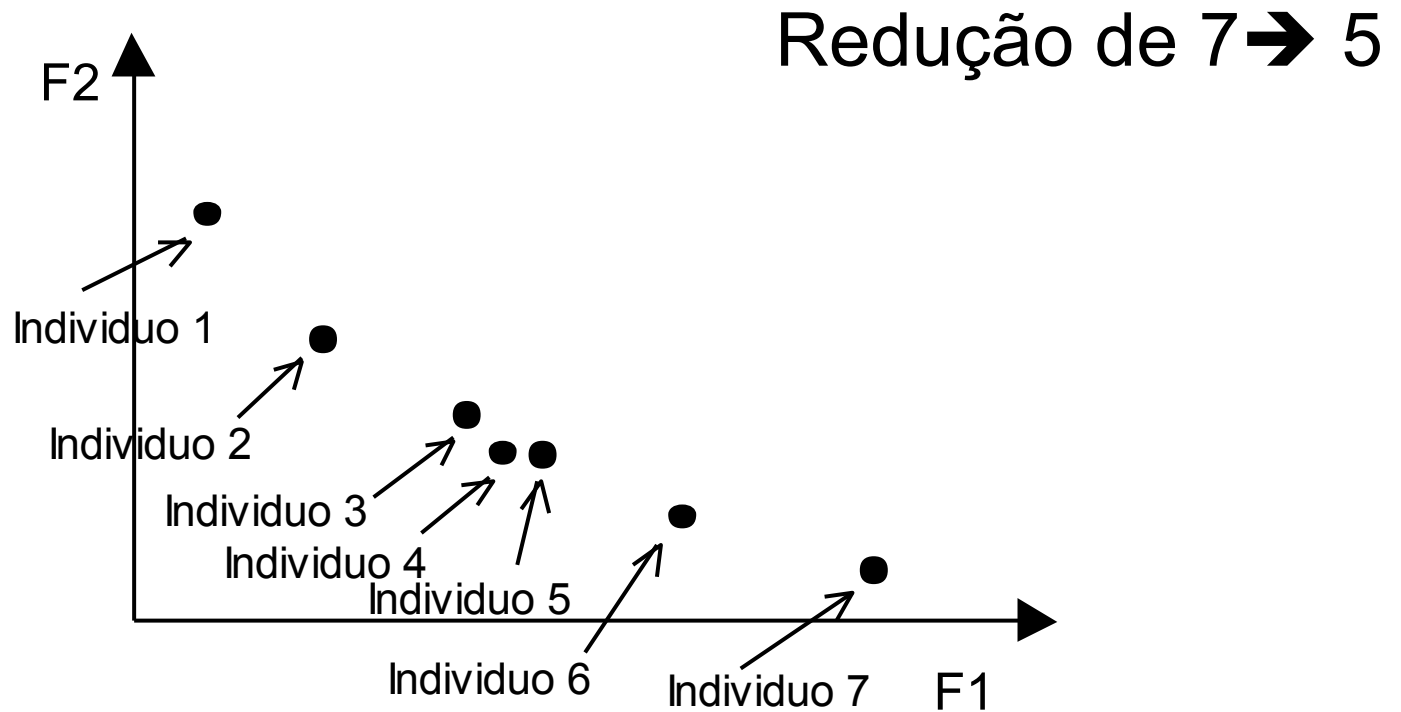 Redução de 7➔ 5
F2
Individuo 1
Individuo 2
Individuo 3
Individuo 4
Individuo 5
Individuo 6
Individuo 7
F1